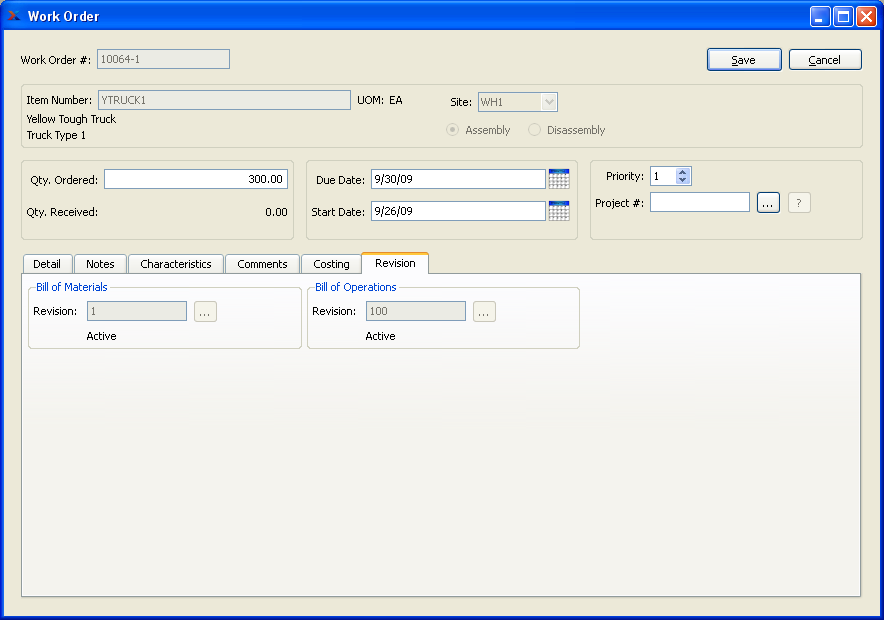 Work Order
Work Order #: 10064-1
Save Cancel
Item Number: YTRUCK1 UOM: EA Site: WH1
Yellow Tough Truck
Assembly Disassembly
Truck Type 1
Qty. Ordered: 300.00 Due Date: 9/30/09 Priority: 1
Qty. Received: 0.00 Start Date: 9/26/09 Project #: ... ?
Detail Notes Characteristics Comments Costing Revision
Bill of Materials Bill of Operations
Revision: 1 ... Revision: 100 ...
Active Active